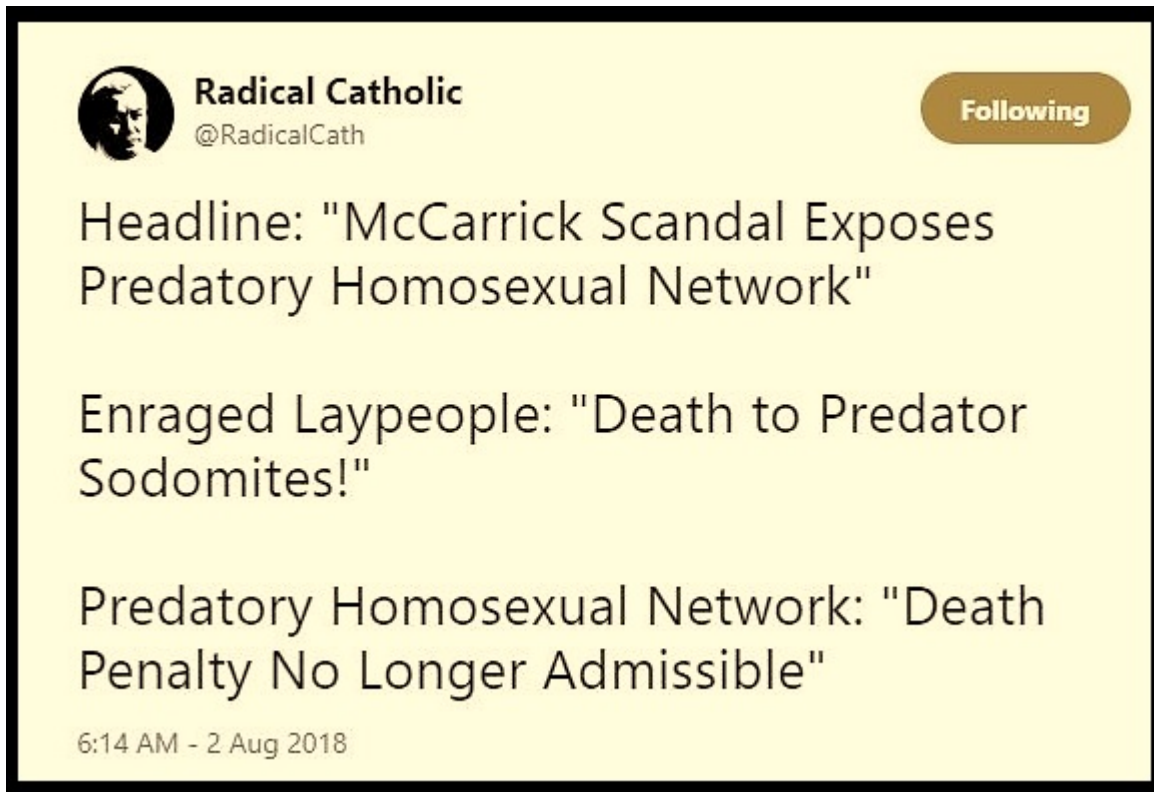 Radical Catholic
@RadicalCath
Following
Headline: "McCarrick Scandal Exposes
Predatory Homosexual Network"
Enraged Laypeople: "Death to Predator
Sodomites!"
Predatory Homosexual Network: "Death
Penalty No Longer Admissible"
6:14 AM - 2 Aug 2018